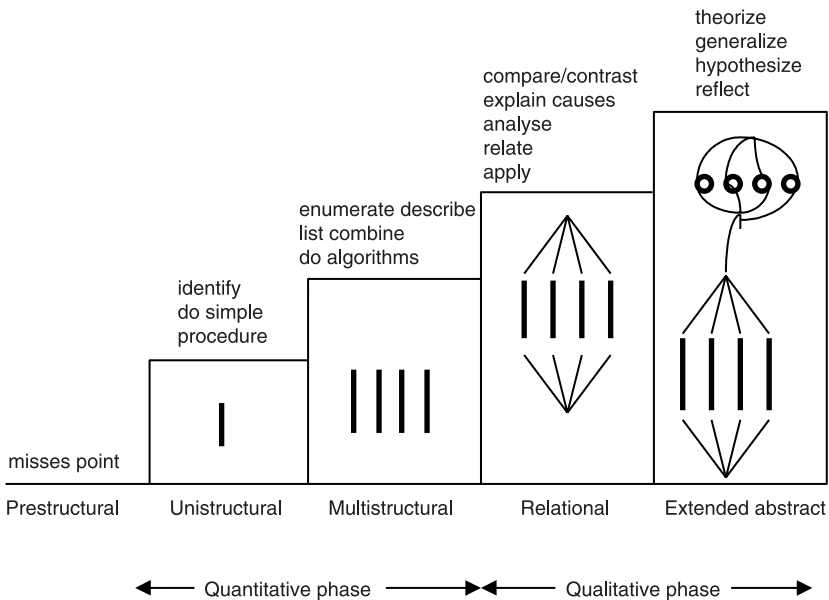 theorize
generalize
hypothesize
reflect
compare/contrast
explain causes
analyse
relate
apply
enumerate describe
list combine
do algorithms
identify
do simple
procedure
misses point
Prestructural
Unistructural
Multistructural
Relational
Extended abstract
Quantitative phase
Qualitative phase